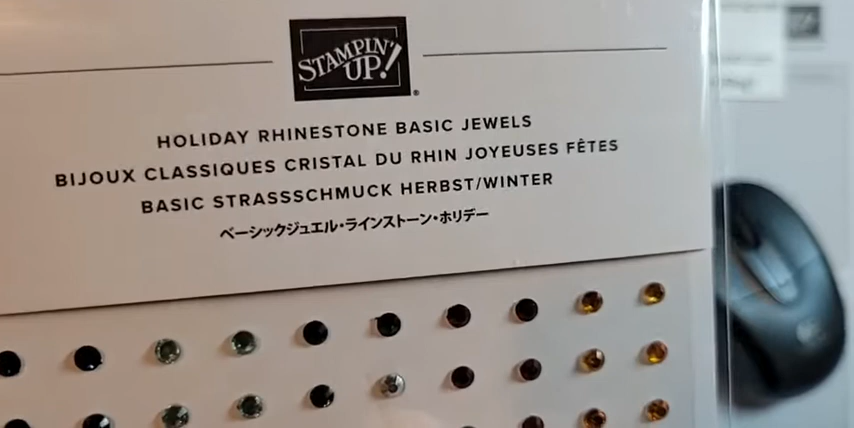 STAMPIN' UP!®
HOLIDAY RHINESTONE BASIC JEWELS
BIJOUX CLASSIQUES CRISTAL DU RHIN JOYEUSES FÊTES
BASIC STRASSSCHMUCK HERBST/WINTER
ベーシックジュエル・ラインストーン・ホリデー